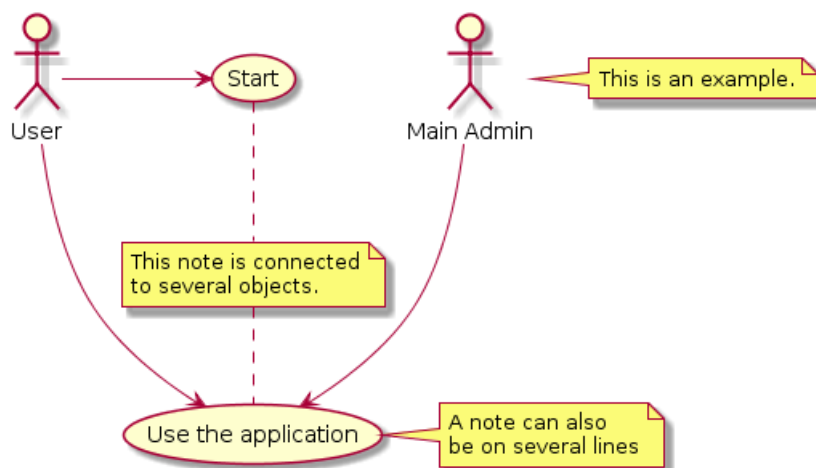 Start
This is an example.
User
Main Admin
This note is connected
to several objects.
Use the application
A note can also
be on several lines